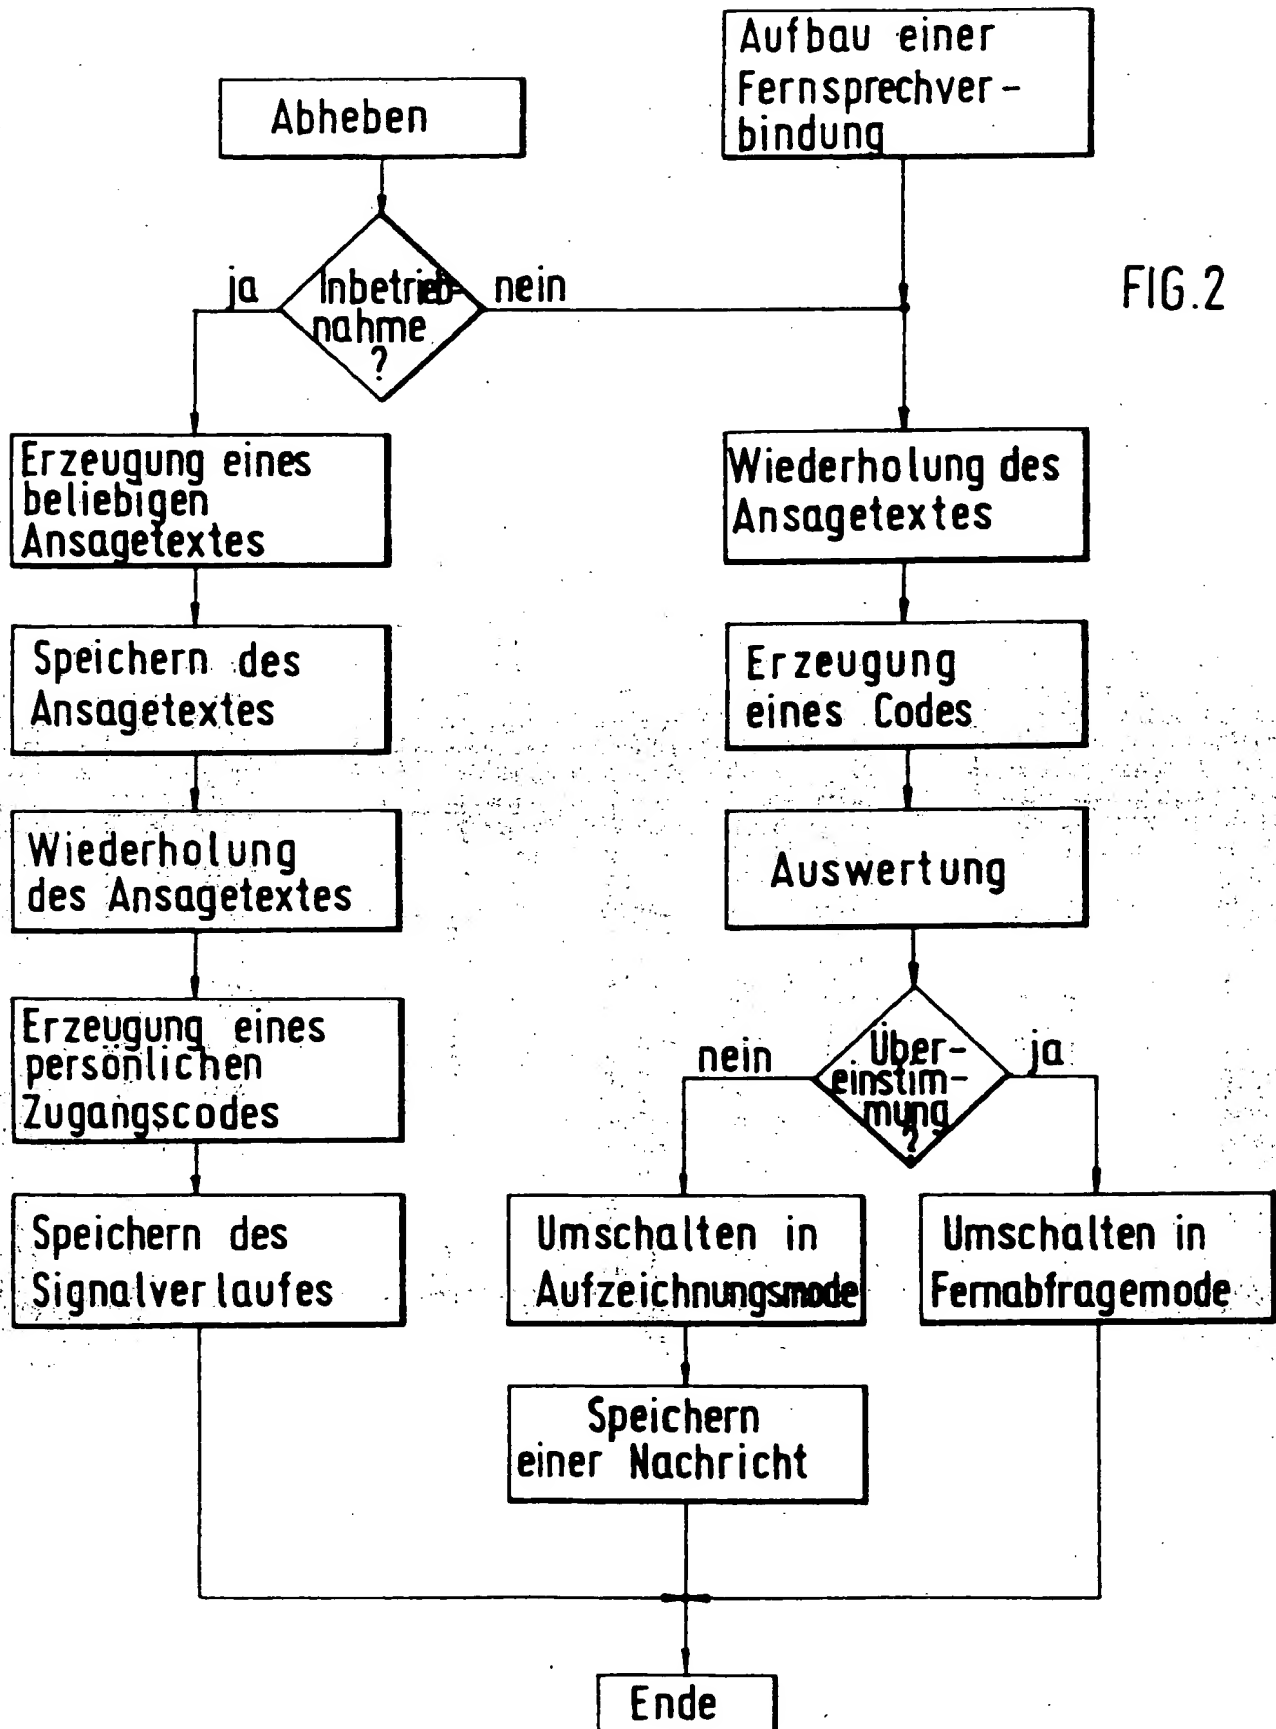 Aufbau einer
Fernsprechver-
bindung
Abheben
FIG.2
ja
Inbetrieb-
nahme
?
nein
Erzeugung eines
beliebigen
Ansagetextes
Wiederholung des
Ansagetextes
Speichern des
Ansagetextes
Erzeugung
eines Codes
Wiederholung
des Ansagetextes
Auswertung
Erzeugung eines
persönlichen
Zugangscodes
nein
Über-
einstim-
mung
?
ja
Speichern des
Signalverlaufes
Umschalten in
Aufzeichnungsmode
Umschalten in
Fernabfragemode
Speichern
einer Nachricht
Ende